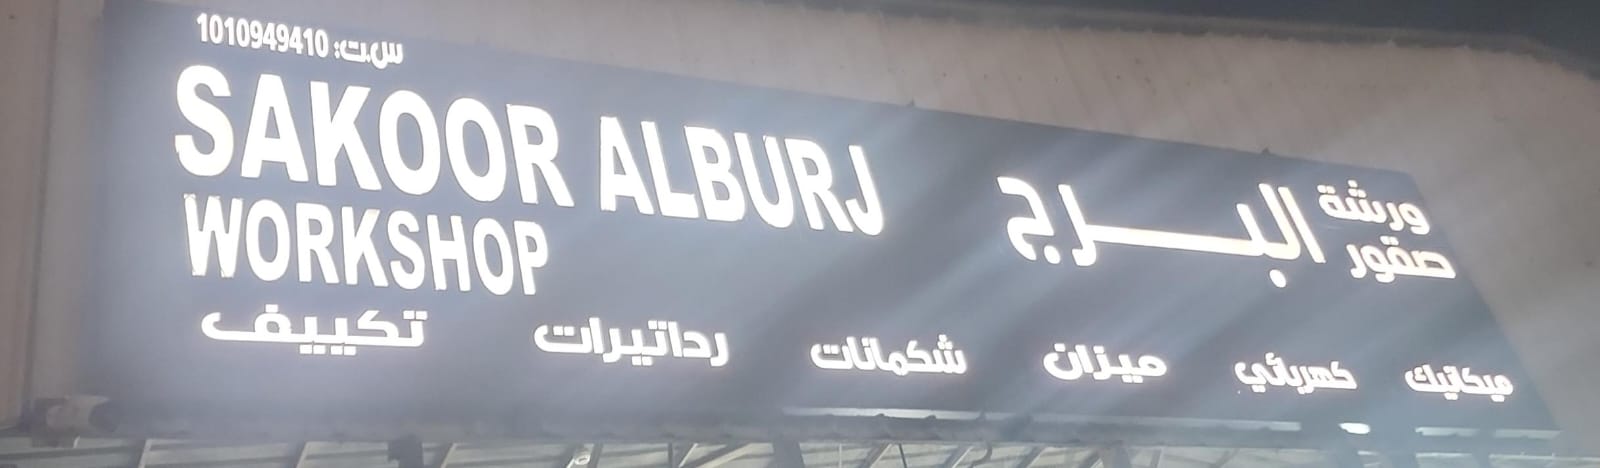 س.ت: 1010949410
SAKOOR ALBURJ
WORKSHOP
ورشة
صقور
البرج
ميكانيك كهربائي ميزان شكمانات رداتيرات تكييف